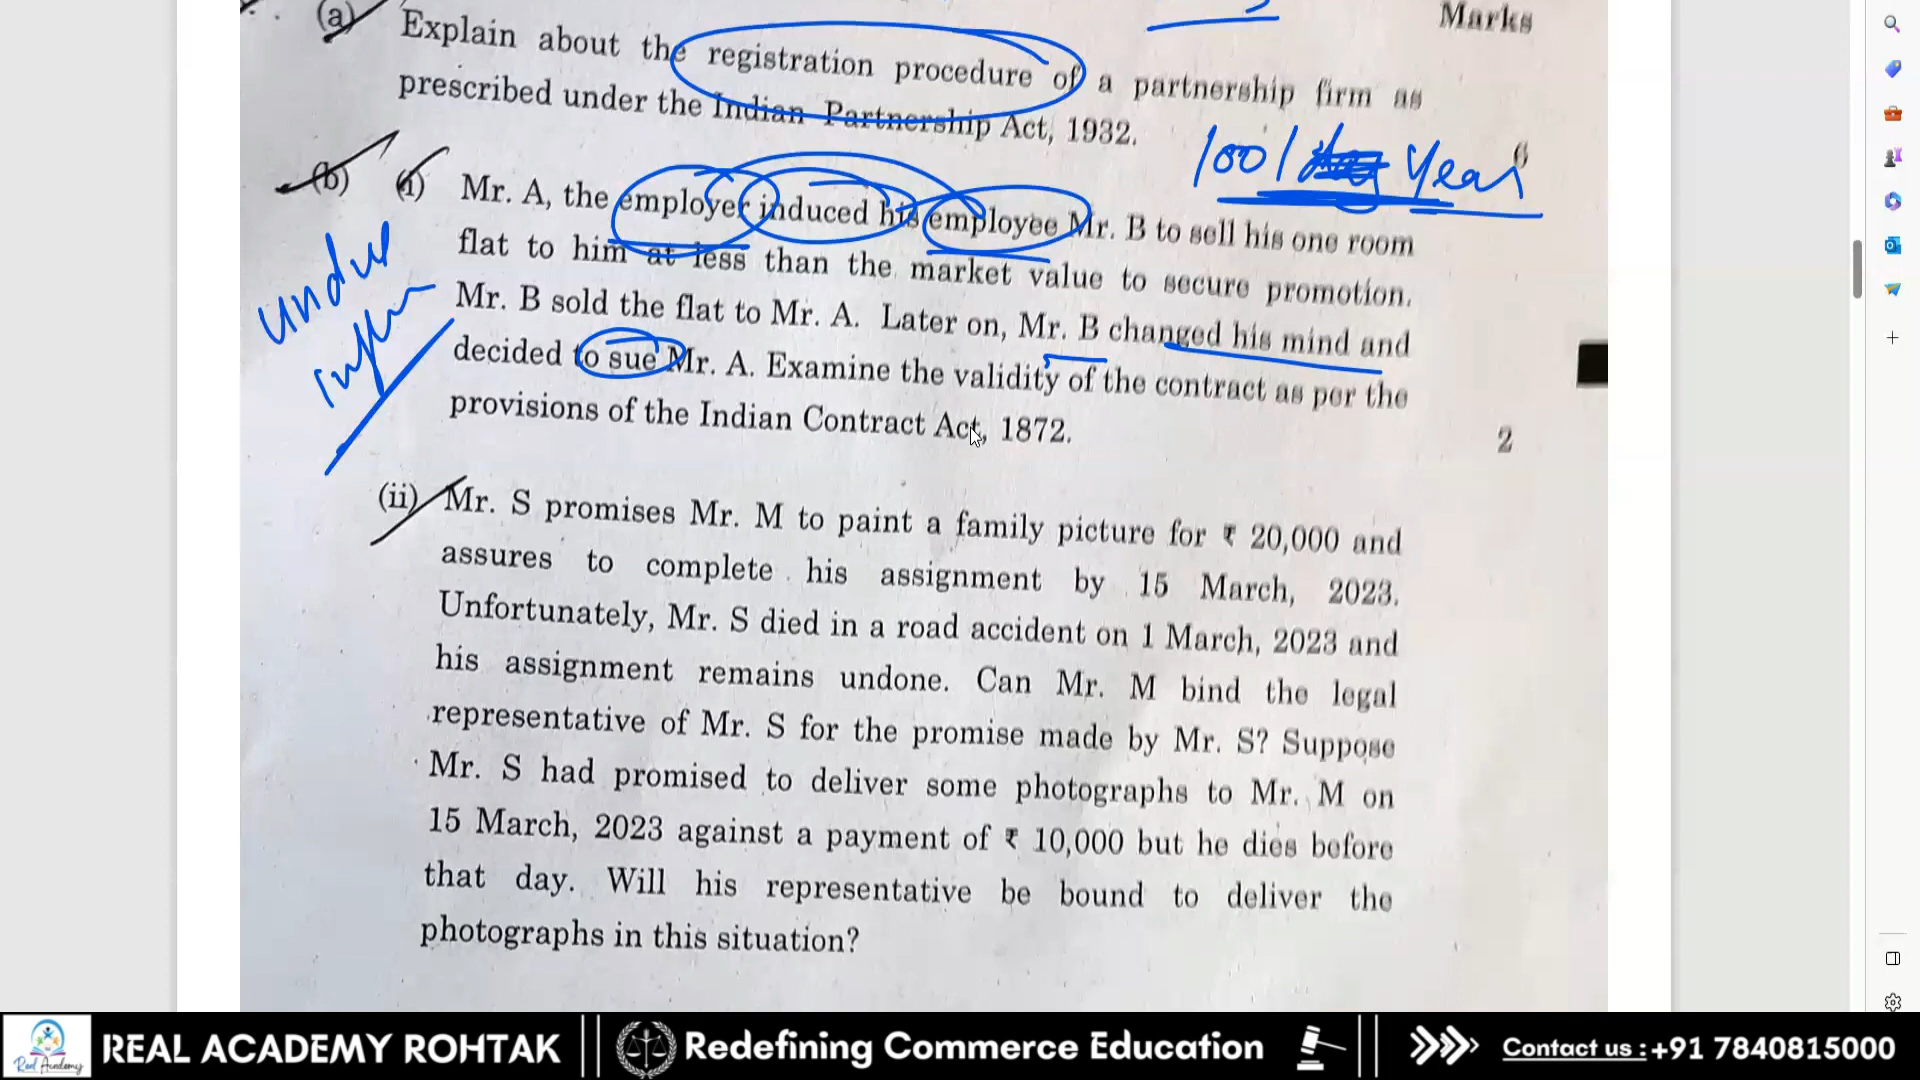 (a) Explain about the registration procedure of a partnership firm as
Marks
prescribed under the Indian Partnership Act, 1932.
6
100 / Year
(b) (i) Mr. A, the employer induced his employee Mr. B to sell his one room
flat to him at less than the market value to secure promotion.
Mr. B sold the flat to Mr. A. Later on, Mr. B changed his mind and
decided to sue Mr. A. Examine the validity of the contract as per the
provisions of the Indian Contract Act, 1872.
2
undue
(ii) Mr. S promises Mr. M to paint a family picture for ₹ 20,000 and
assures to complete his assignment by 15 March, 2023.
Unfortunately, Mr. S died in a road accident on 1 March, 2023 and
his assignment remains undone. Can Mr. M bind the legal
representative of Mr. S for the promise made by Mr. S? Suppose
Mr. S had promised to deliver some photographs to Mr. M on
15 March, 2023 against a payment of ₹ 10,000 but he dies before
that day. Will his representative be bound to deliver the
photographs in this situation?
Real Academy
REAL ACADEMY ROHTAK
Redefining Commerce Education
Contact us : +91 7840815000